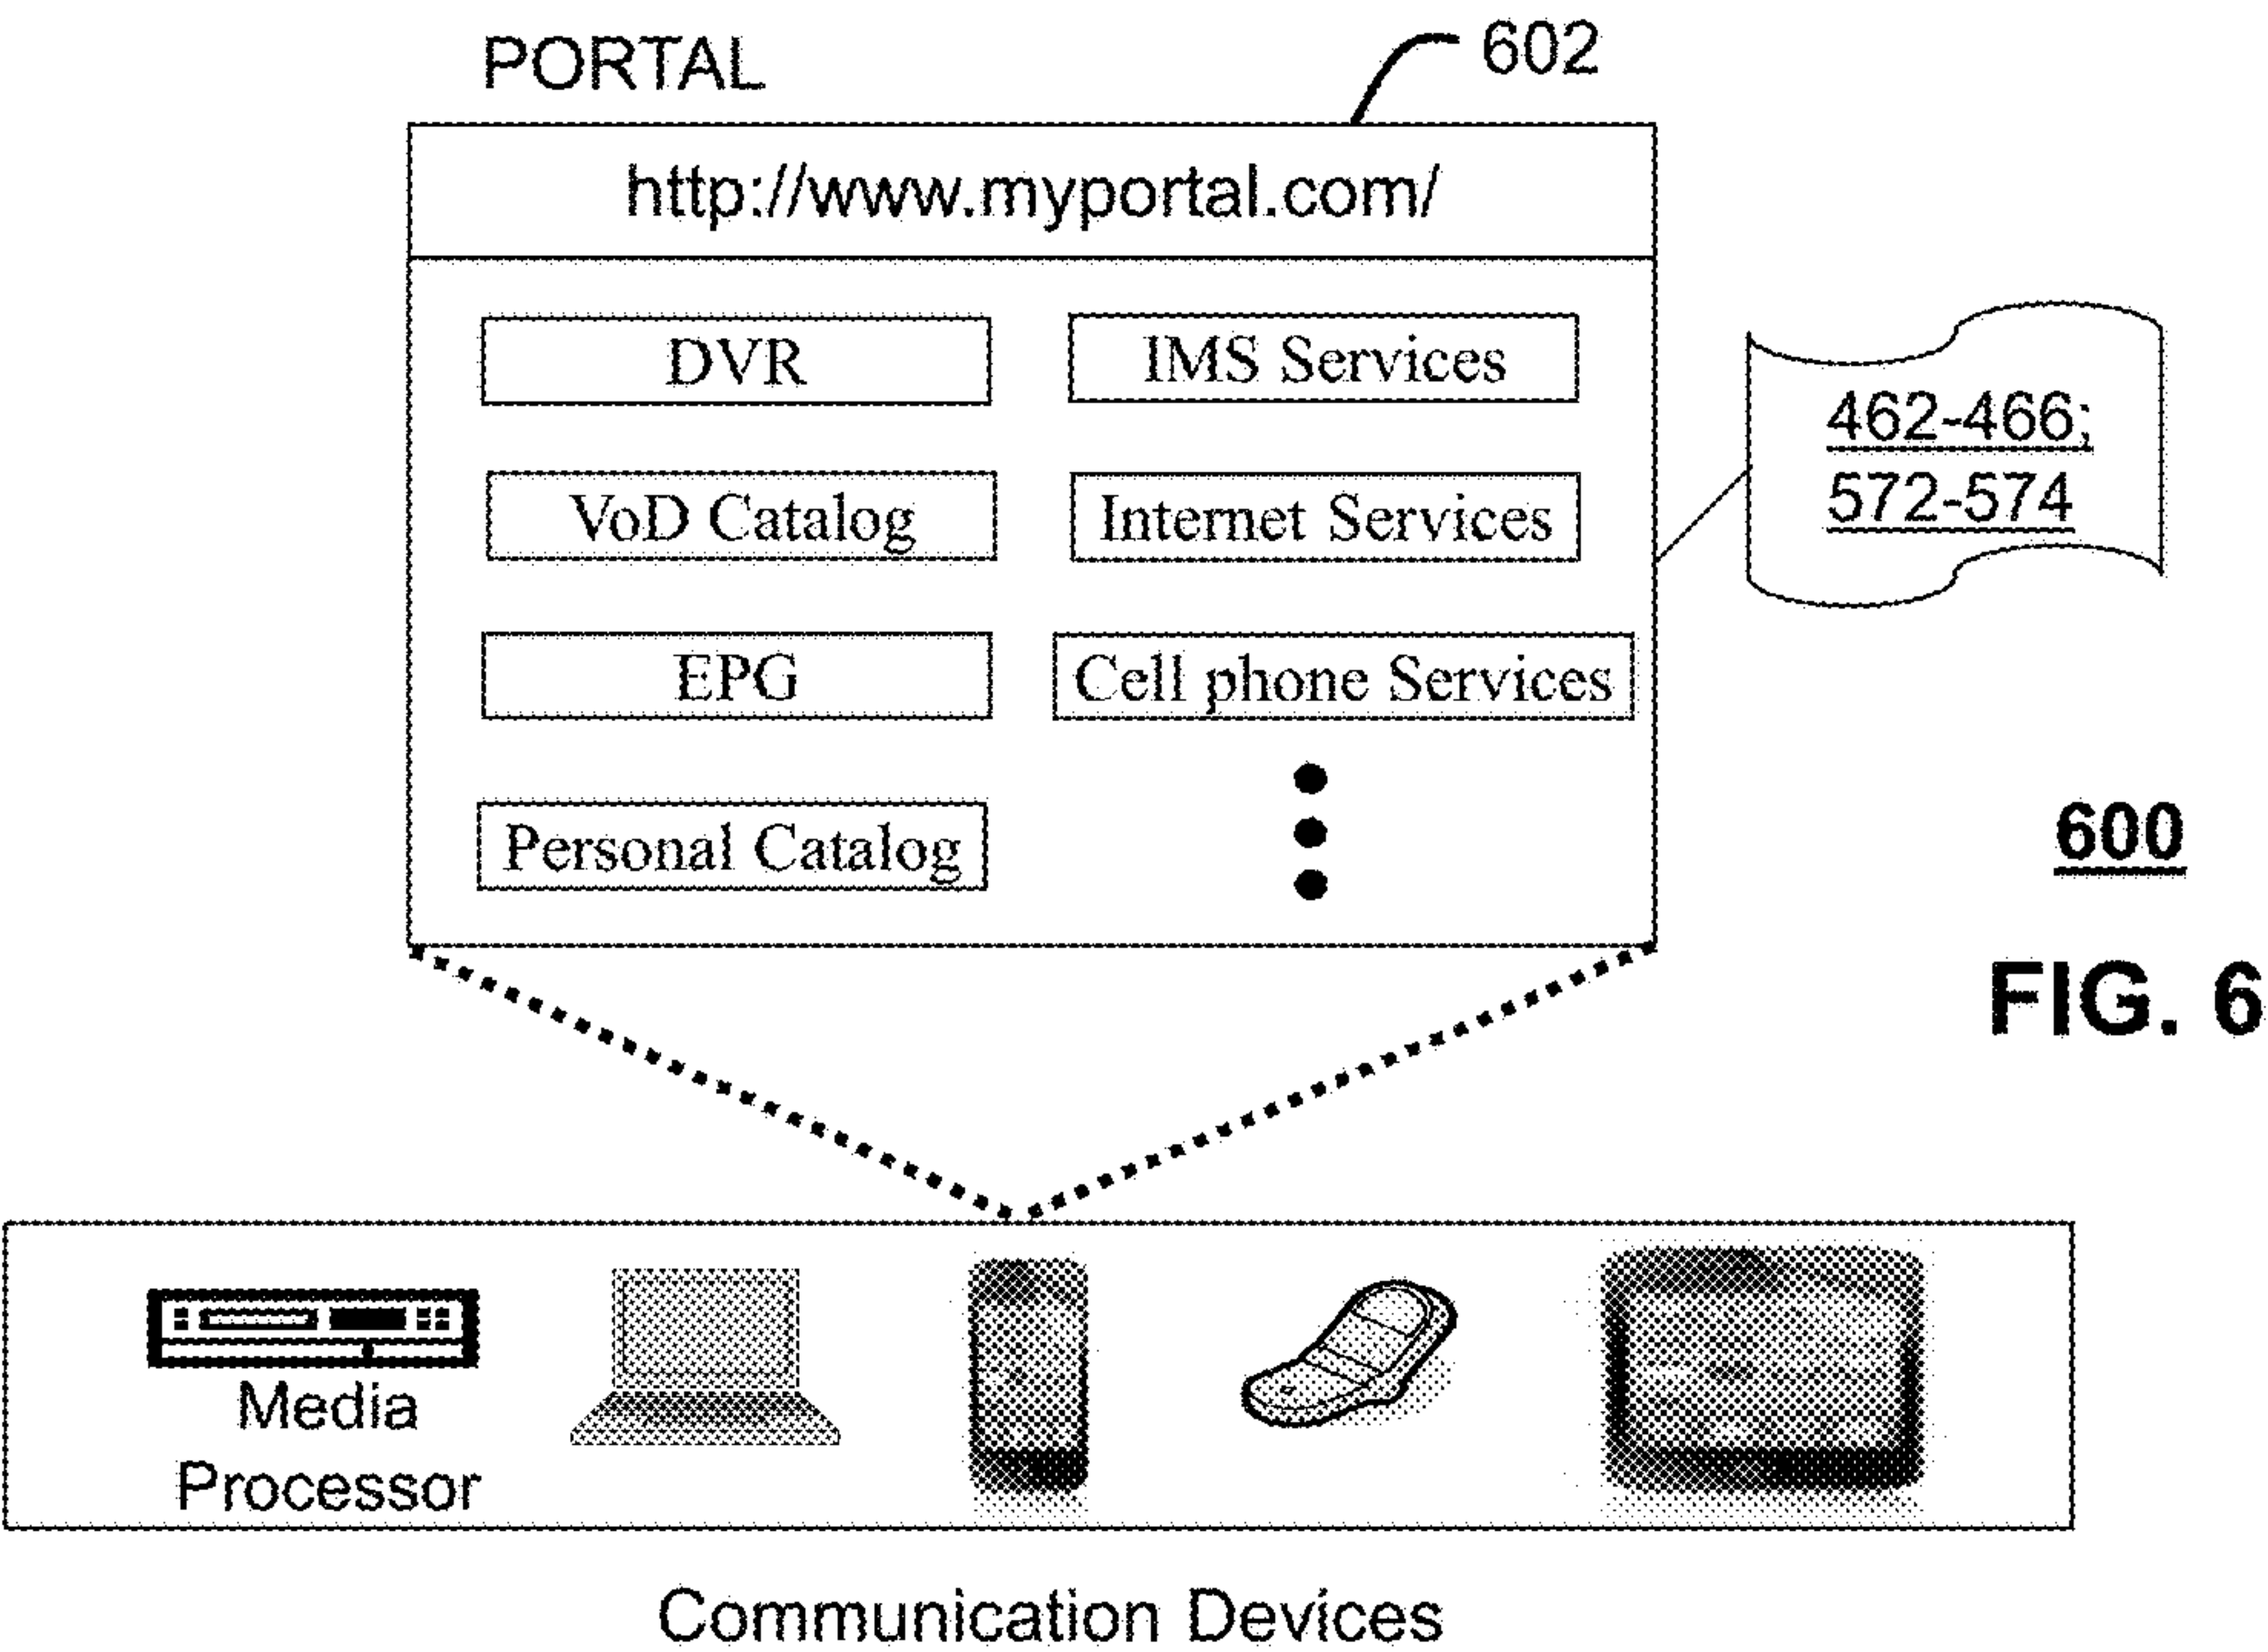 PORTAL
602
http://www.myportal.com/
DVR
IMS Services
462-466;
572-574
VoD Catalog
Internet Services
EPG
Cell phone Services
Personal Catalog
600
FIG. 6
Media
Processor
Communication Devices